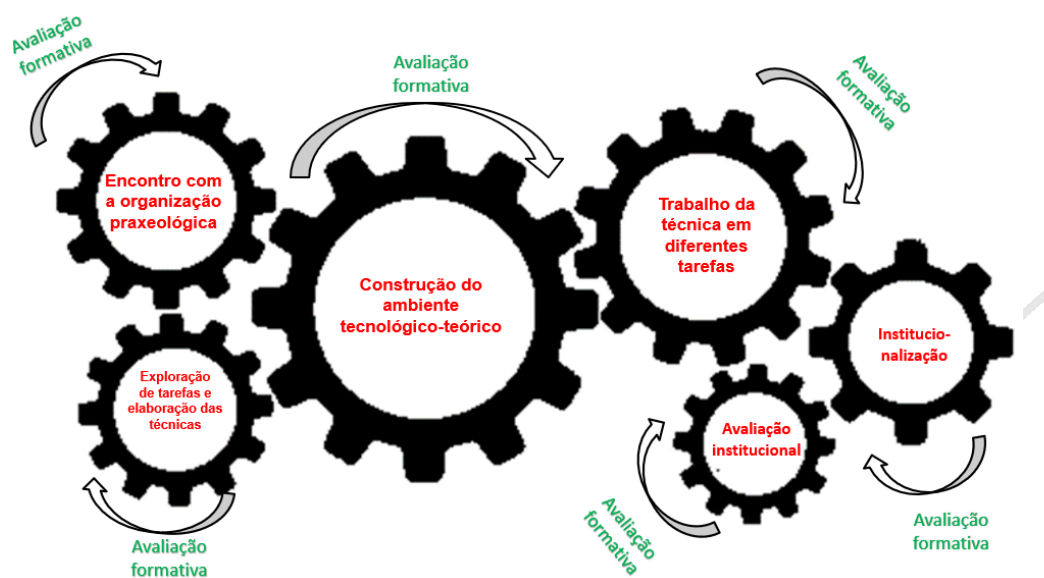 Avaliação
formativa
Encontro com
a organização
praxeológica
Avaliação
formativa
Construção do
ambiente
tecnológico-teórico
Avaliação
formativa
Trabalho da
técnica em
diferentes
tarefas
Institucio-
nalização
Exploração
de tarefas e
elaboração das
técnicas
Avaliação
formativa
Avaliação
institucional
Avaliação
formativa
Avaliação
formativa